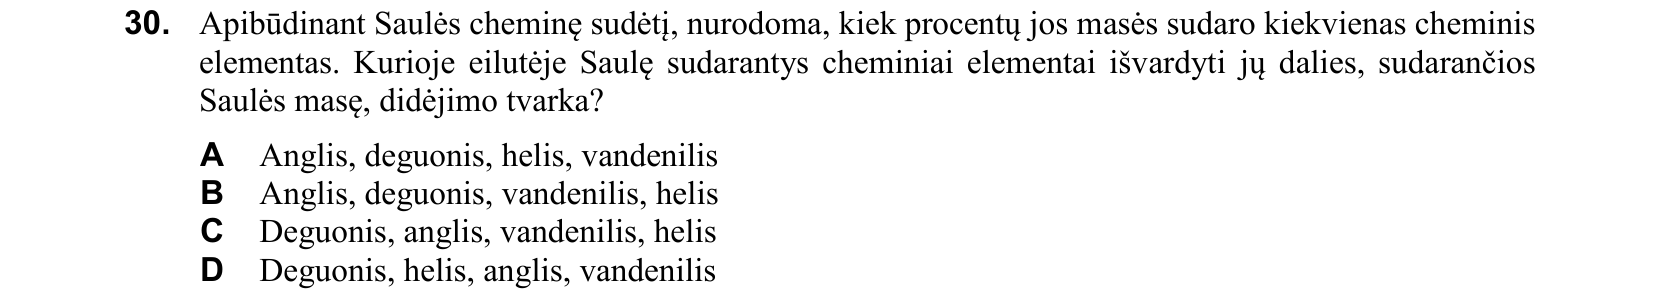 30. Apibūdinant Saulės cheminę sudėtį, nurodoma, kiek procentų jos masės sudaro kiekvienas cheminis
elementas. Kurioje eilutėje Saulę sudarantys cheminiai elementai išvardyti jų dalies, sudarančios
Saulės masę, didėjimo tvarka?
A Anglis, deguonis, helis, vandenilis
B Anglis, deguonis, vandenilis, helis
C Deguonis, anglis, vandenilis, helis
D Deguonis, helis, anglis, vandenilis